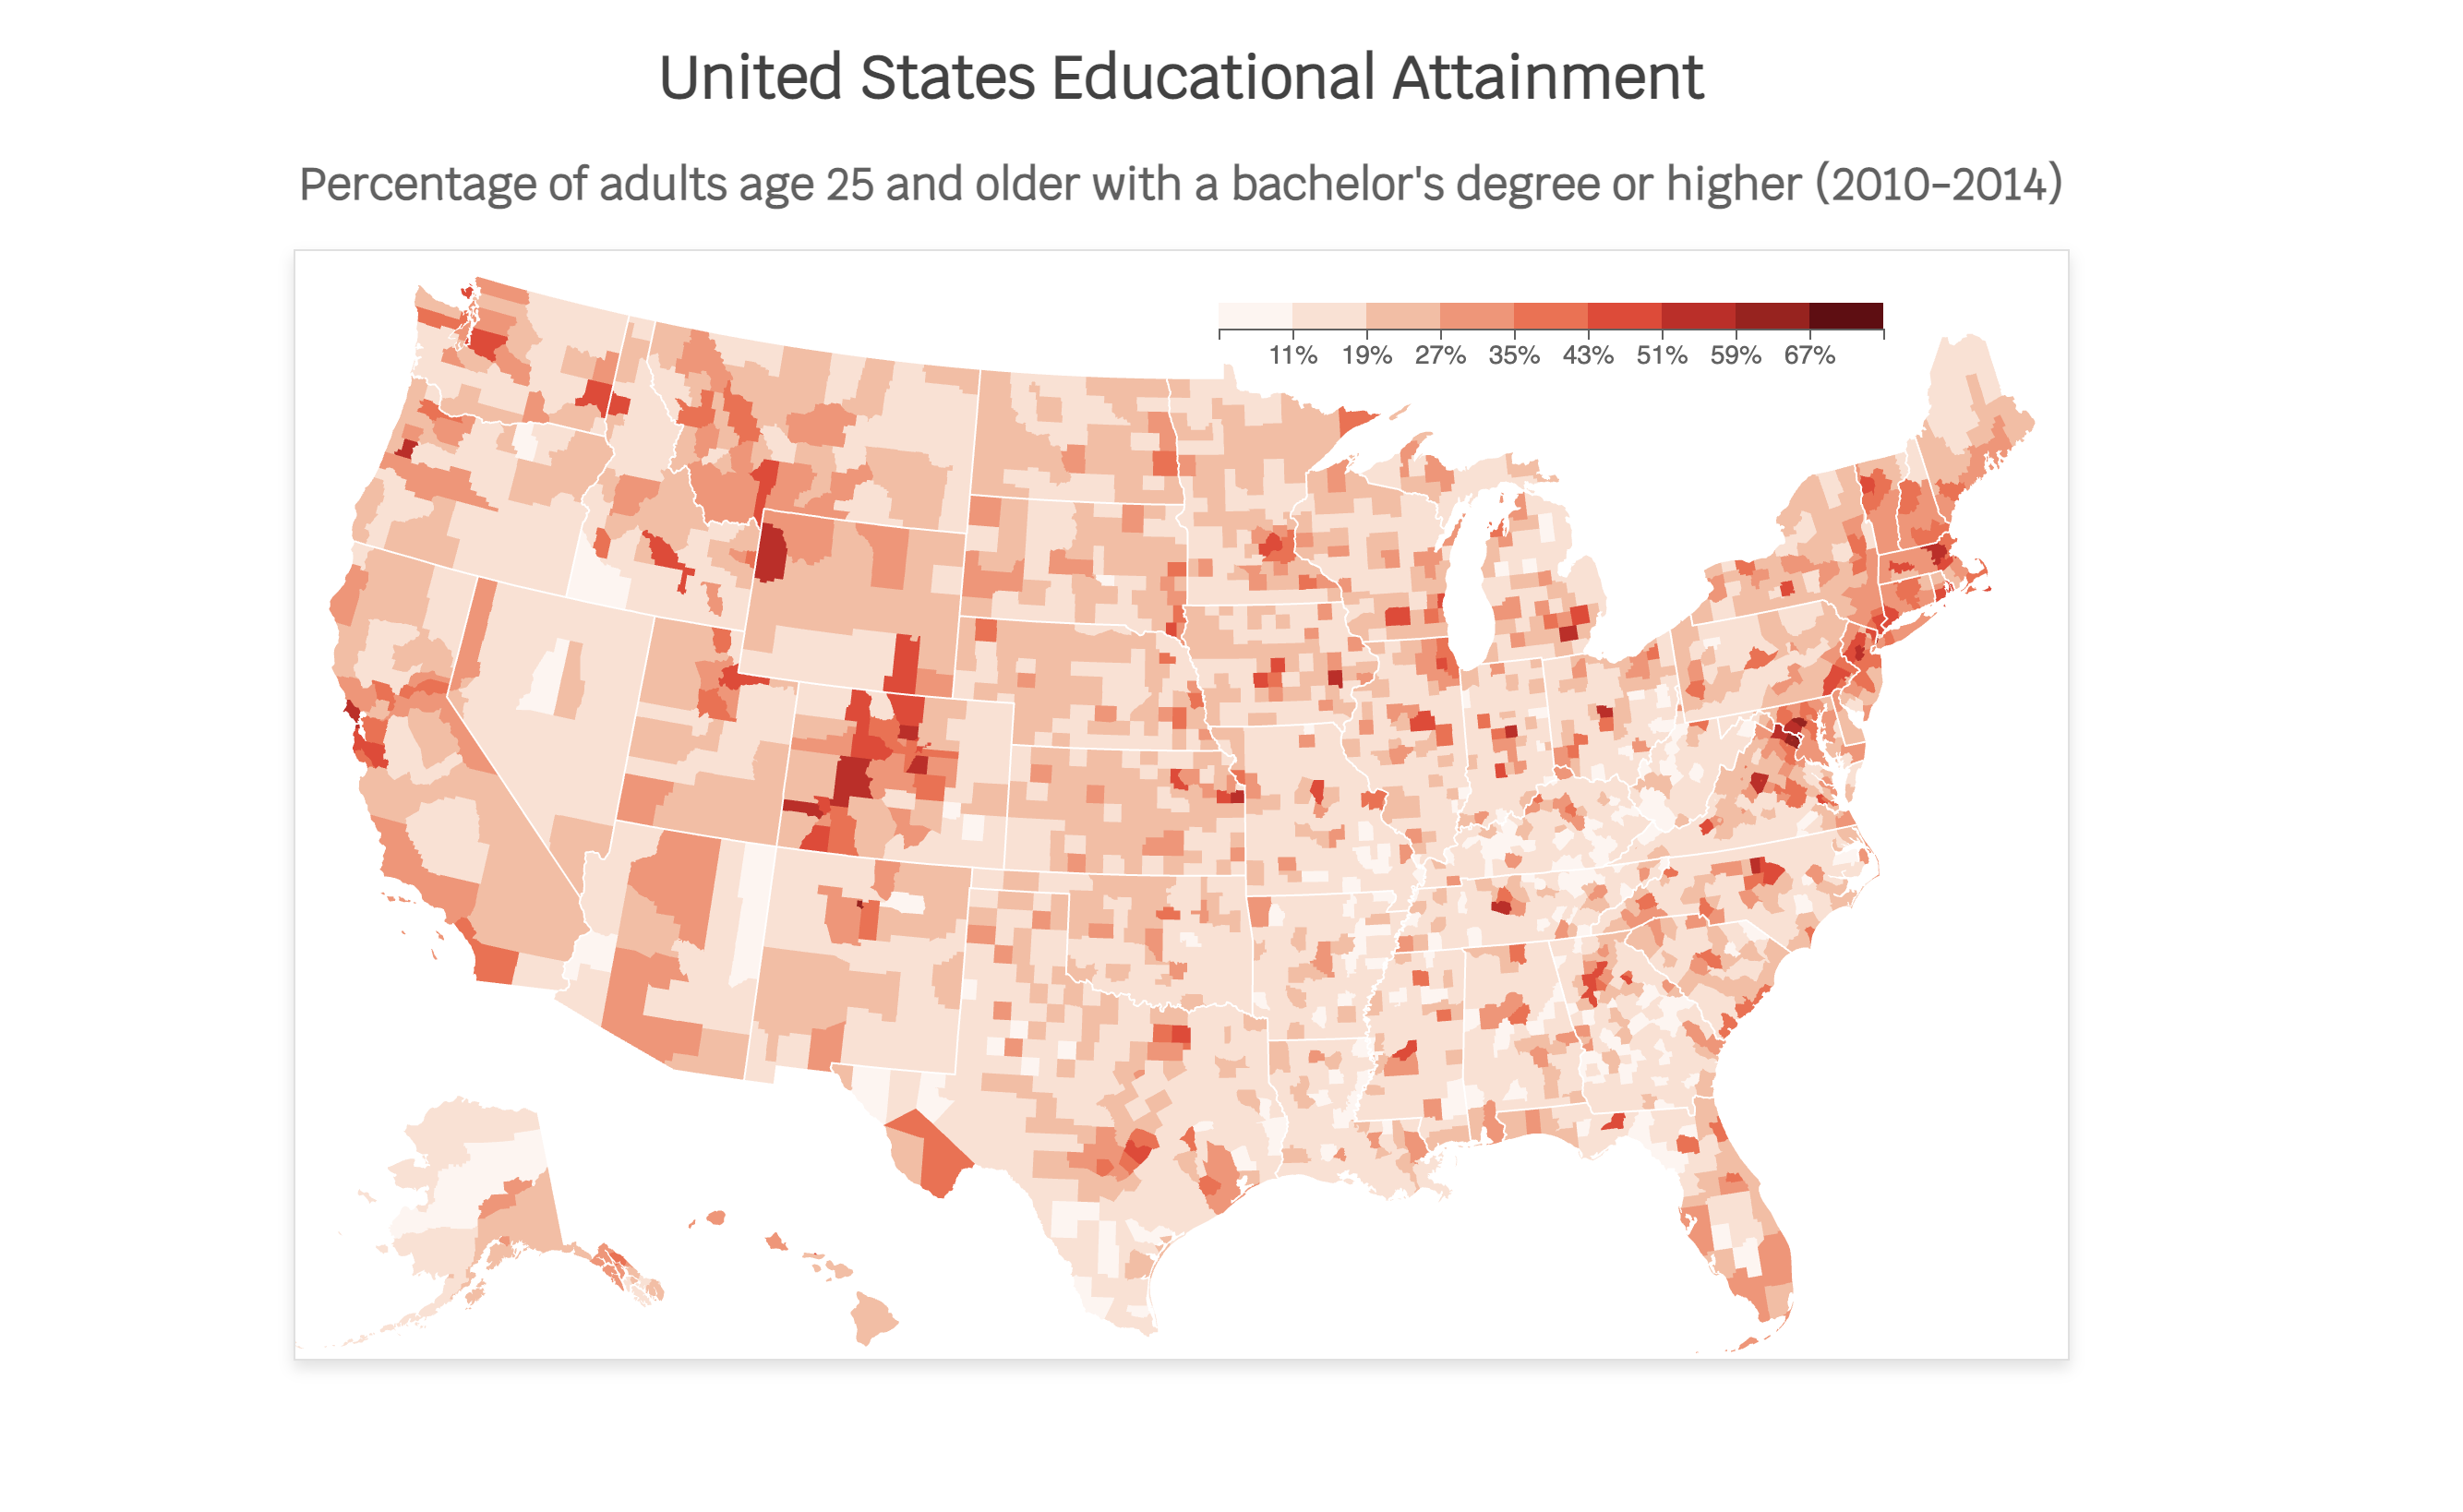 United States Educational Attainment
Percentage of adults age 25 and older with a bachelor's degree or higher (2010-2014)
11% 19% 27% 35% 43% 51% 59% 67%